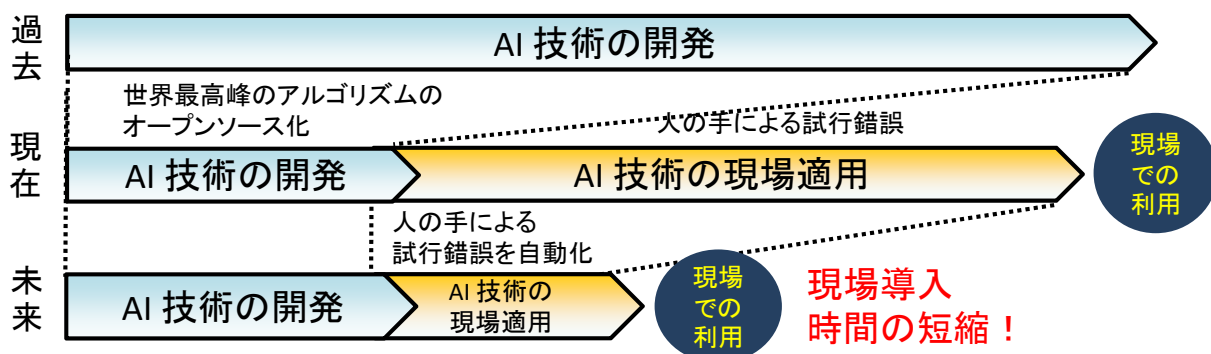 過去
AI 技術の開発
世界最高峰のアルゴリズムの
オープンソース化
人の手による試行錯誤
現在
AI 技術の開発
AI 技術の現場適用
現場
での
利用
人の手による
試行錯誤を自動化
未来
AI 技術の開発
AI 技術の
現場適用
現場
での
利用
現場導入
時間の短縮！